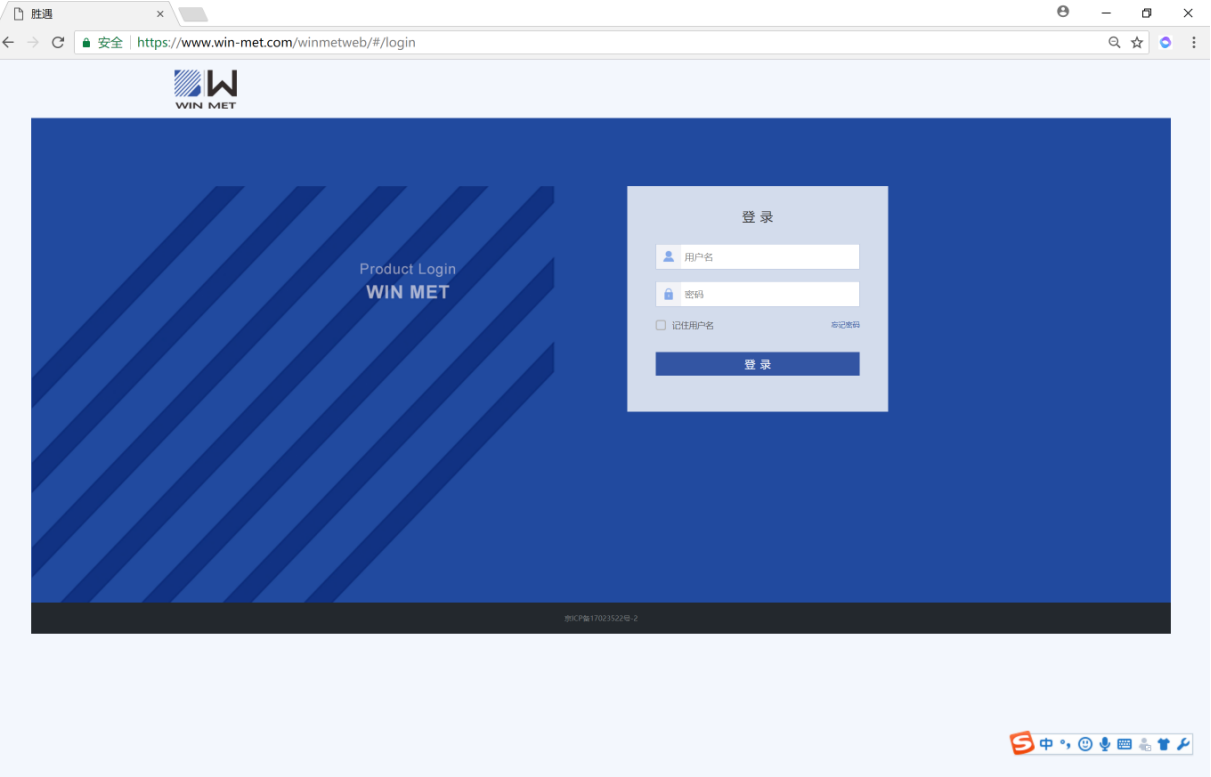 胜遇
安全 https://www.win-met.com/winmetweb/#/login
WIN MET
登录
用户名
Product Login
WIN MET
密码
记住用户名 忘记密码
登录
京ICP备17023522号-2
中